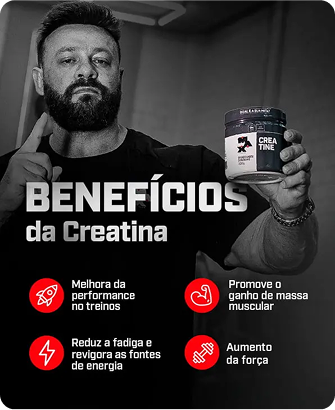 CREA
TINE
BENEFÍCIOS
da Creatina
Melhora da
performance
no treinos
Promove o
ganho de massa
muscular
Reduz a fadiga e
revigora as fontes
de energia
Aumento
da força